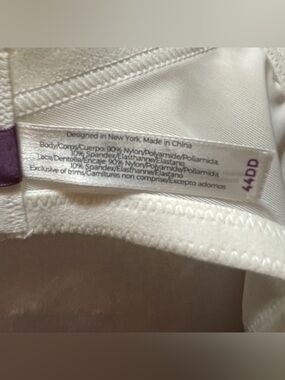 Designed in New York, Made in China
Body/Corps/Cuerpo: 90% Nylon/Polyamide/Poliamida,
10% Spandex/Elasthanne/Elastano
Lace/Dentelle/Encaje: 90% Nylon/Polyamide/Poliamida,
10% Spandex/Elasthanne/Elastano
Exclusive of trims/Garnitures non comprise/Excepto adornos
44DD